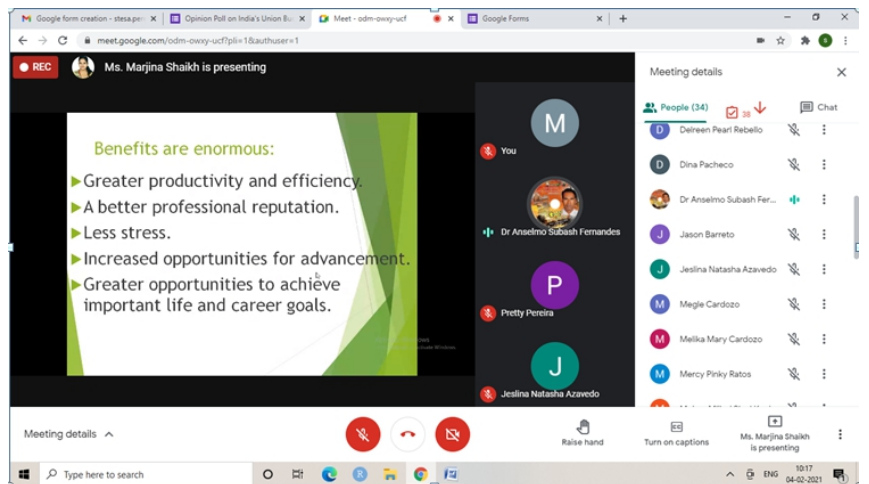 Google form creation - stesa.per
Opinion Poll on India's Union Bu
Meet - odm-owxy-ucf
Google Forms
meet.google.com/odm-owxy-ucf?pli=1&authuser=1
S
REC
Ms. Marjina Shaikh is presenting
Benefits are enormous:
Greater productivity and efficiency.
A better professional reputation.
Less stress.
Increased opportunities for advancement.
Greater opportunities to achieve
important life and career goals.
M
You
Dr Anselmo Subash Fernandes
P
Pretty Pereira
J
Jeslina Natasha Azavedo
Meeting details
People (34)
38
Chat
D Delreen Pearl Rebello
D Dina Pacheco
Dr Anselmo Subash Fer...
J Jason Barreto
J Jeslina Natasha Azavedo
M Megle Cardozo
M Melika Mary Cardozo
M Mercy Pinky Ratos
Meeting details
Raise hand
CC
Turn on captions
Ms. Marjina Shaikh
is presenting
Type here to search
R
ENG
10:17
04-02-2021